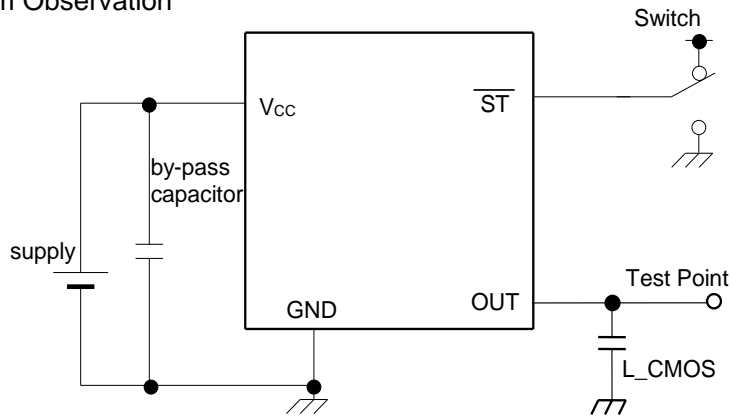 Observation
Switch
Vcc
ST
by-pass
capacitor
supply
Test Point
GND
OUT
L_CMOS